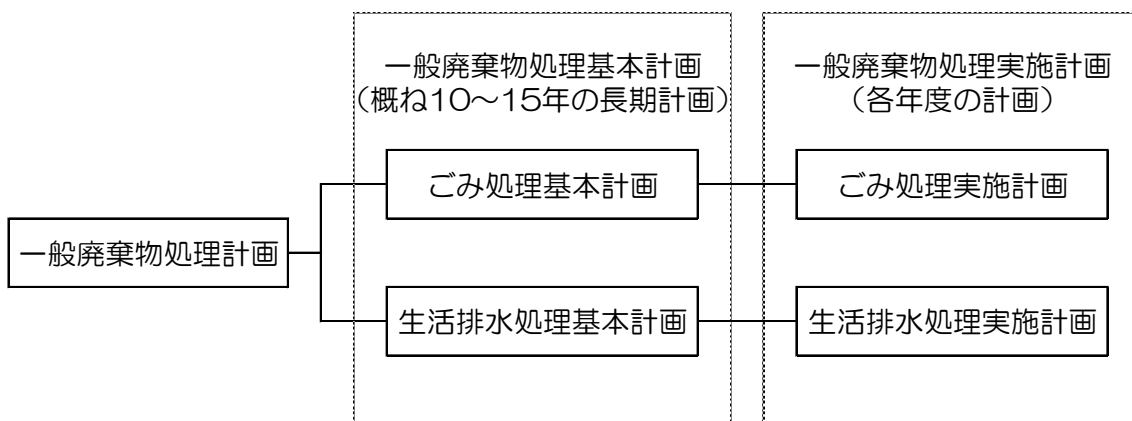 一般廃棄物処理基本計画
（概ね10～15年の長期計画）
一般廃棄物処理実施計画
（各年度の計画）
ごみ処理基本計画
ごみ処理実施計画
一般廃棄物処理計画
生活排水処理基本計画
生活排水処理実施計画